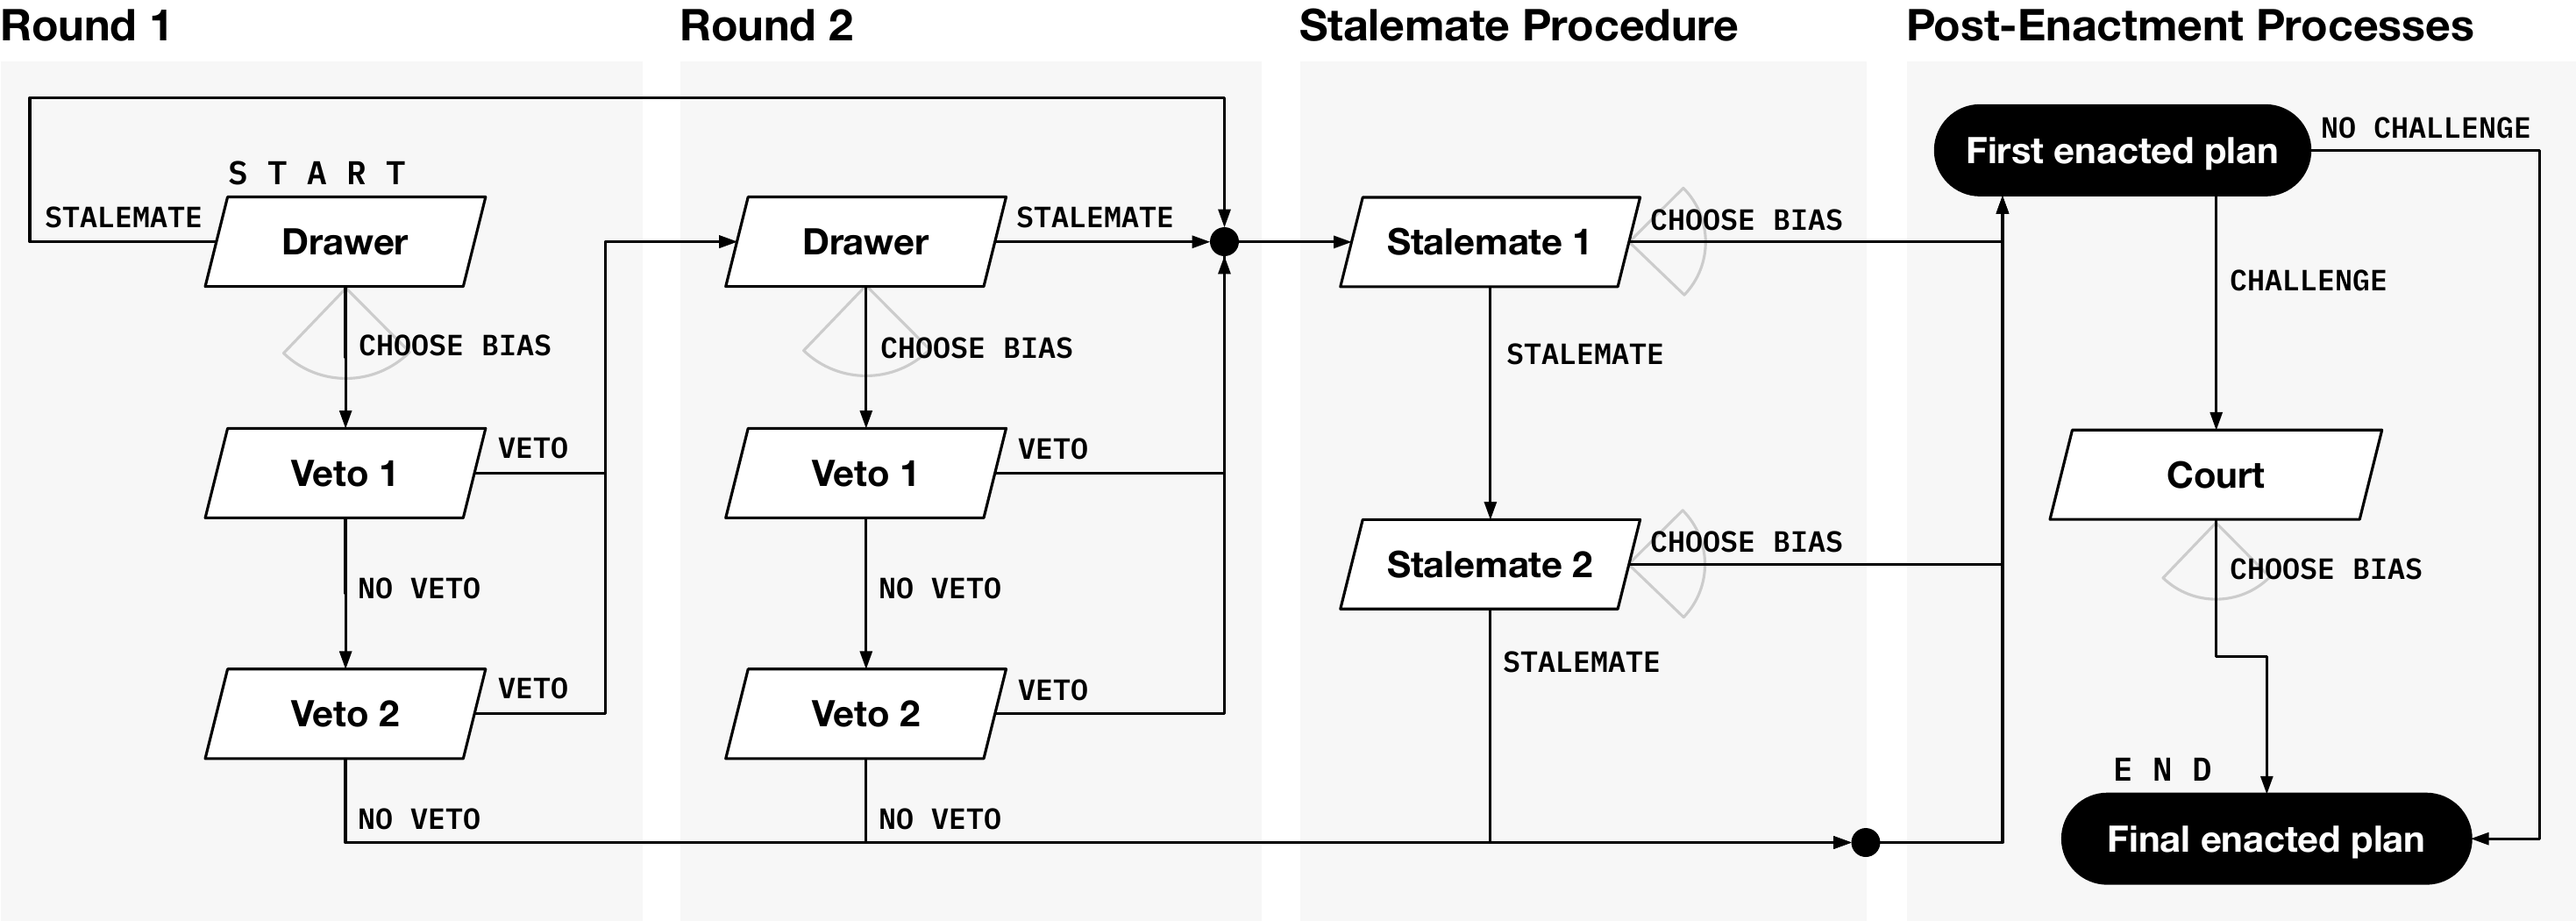 Round 1
STALEMATE
S T A R T
Drawer
CHOOSE BIAS
Veto 1
VETO
NO VETO
Veto 2
VETO
NO VETO
Round 2
Drawer
STALEMATE
CHOOSE BIAS
Veto 1
VETO
NO VETO
Veto 2
VETO
NO VETO
Stalemate Procedure
Stalemate 1
CHOOSE BIAS
STALEMATE
Stalemate 2
CHOOSE BIAS
STALEMATE
Post-Enactment Processes
First enacted plan
NO CHALLENGE
CHALLENGE
Court
CHOOSE BIAS
E N D
Final enacted plan